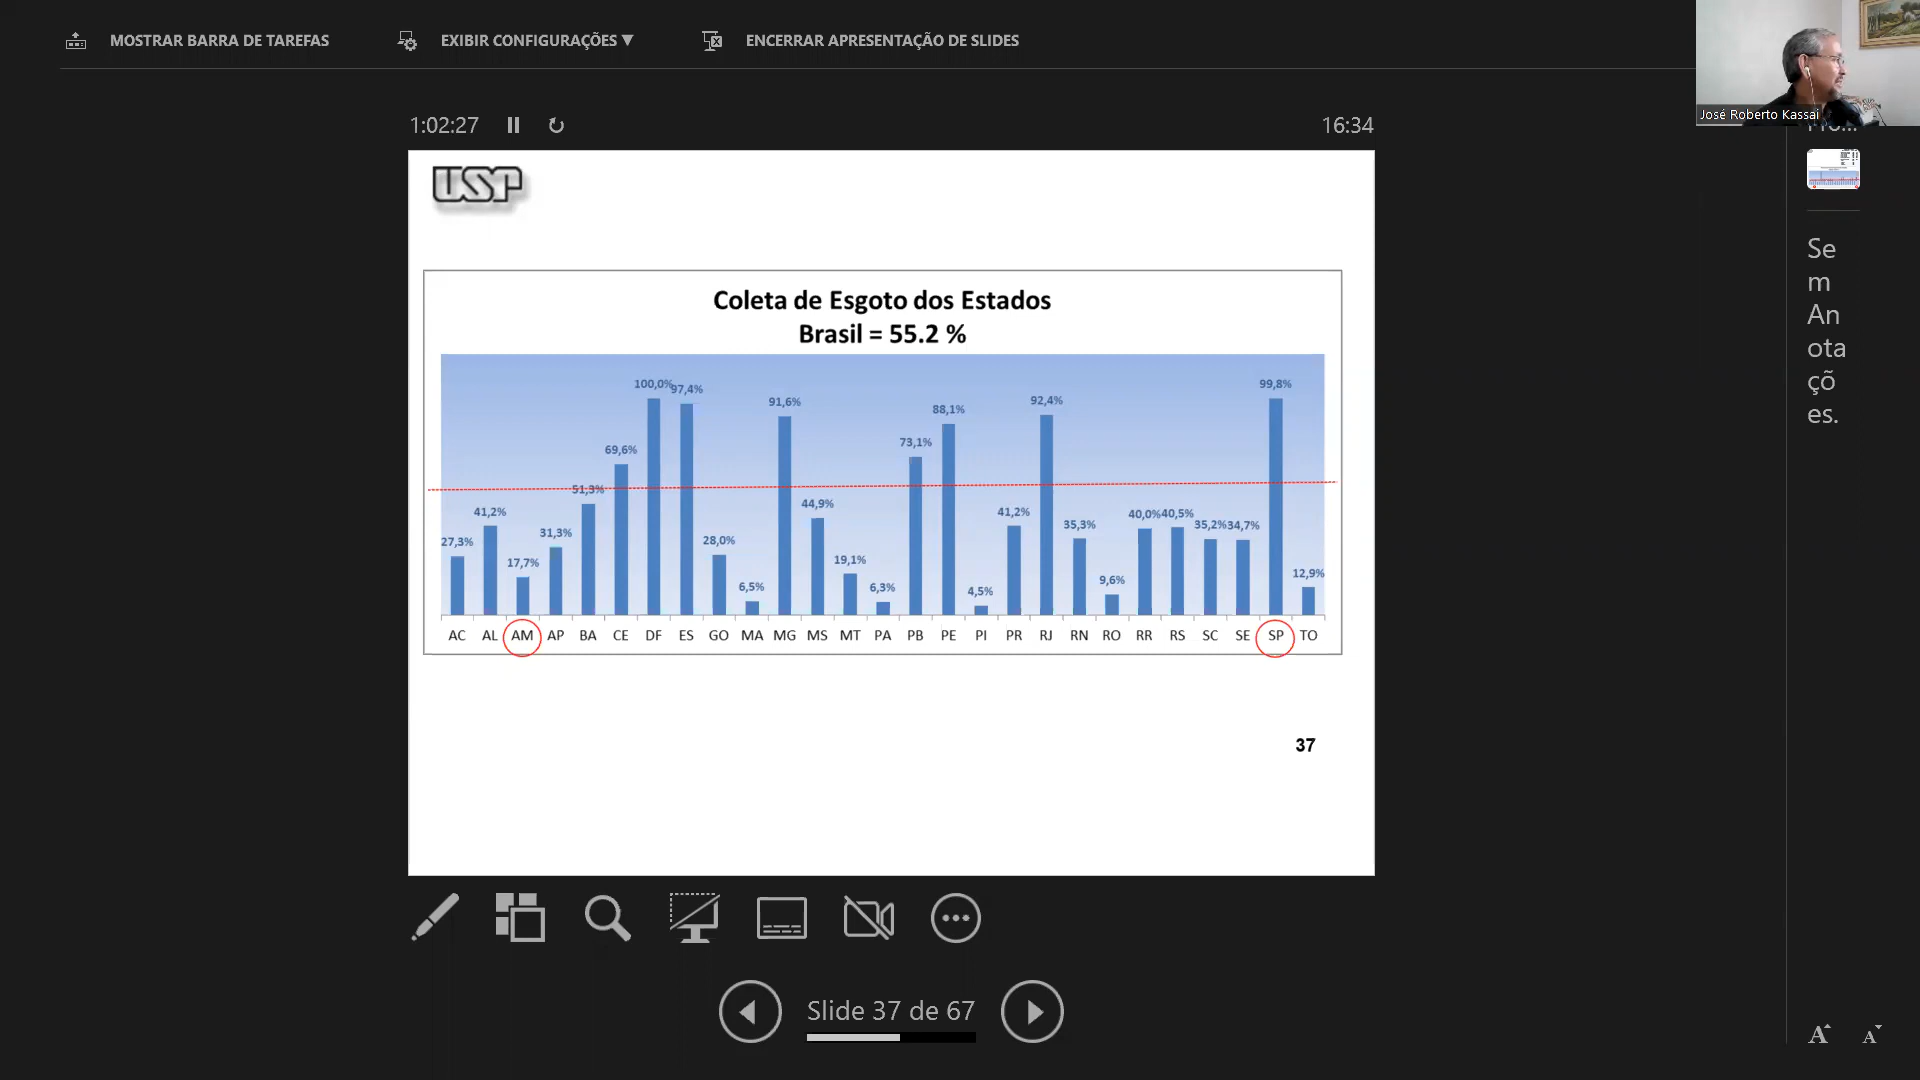 MOSTRAR BARRA DE TAREFAS
EXIBIR CONFIGURAÇÕES ▼
ENCERRAR APRESENTAÇÃO DE SLIDES
José Roberto Kassai
1:02:27
16:34
USP
Coleta de Esgoto dos Estados
Brasil = 55.2 %
27,3% 41,2% 17,7% 31,3% 51,3% 69,6% 100,0% 97,4% 28,0% 6,5% 91,6% 44,9% 19,1% 6,3% 73,1% 88,1% 4,5% 41,2% 92,4% 35,3% 9,6% 40,0% 40,5% 35,2% 34,7% 99,8% 12,9%
AC AL AM AP BA CE DF ES GO MA MG MS MT PA PB PE PI PR RJ RN RO RR RS SC SE SP TO
37
Slide 37 de 67
Se
m
An
ota
çõ
es.
A A